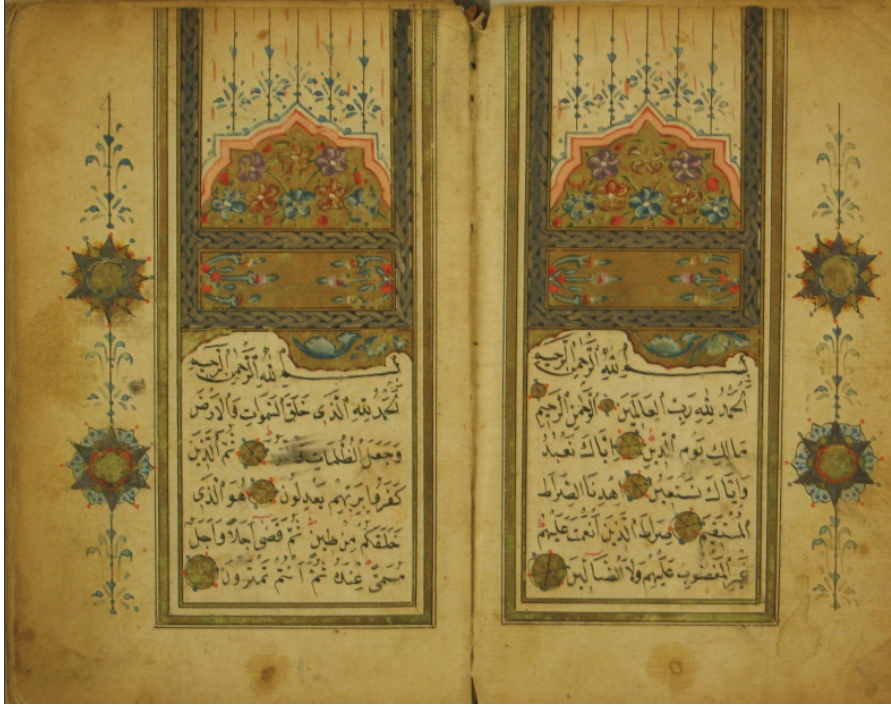 بسم الله الرحمن الرحيم
الحمد لله رب العالمين الرحمن الرحيم
مالك يوم الدين اياك نعبد
واياك نستعين اهدنا الصراط
المستقيم صراط الذين انعمت عليهم
غير المغضوب عليهم ولا الضالين
بسم الله الرحمن الرحيم
الحمد لله الذى خلق السموات والارض
وجعل الظلمات ثم الذين
كفروا بربهم يعدلون هو الذى
خلقكم من طين ثم قضى اجلا واجل
مسمى عنده ثم انتم تمترون